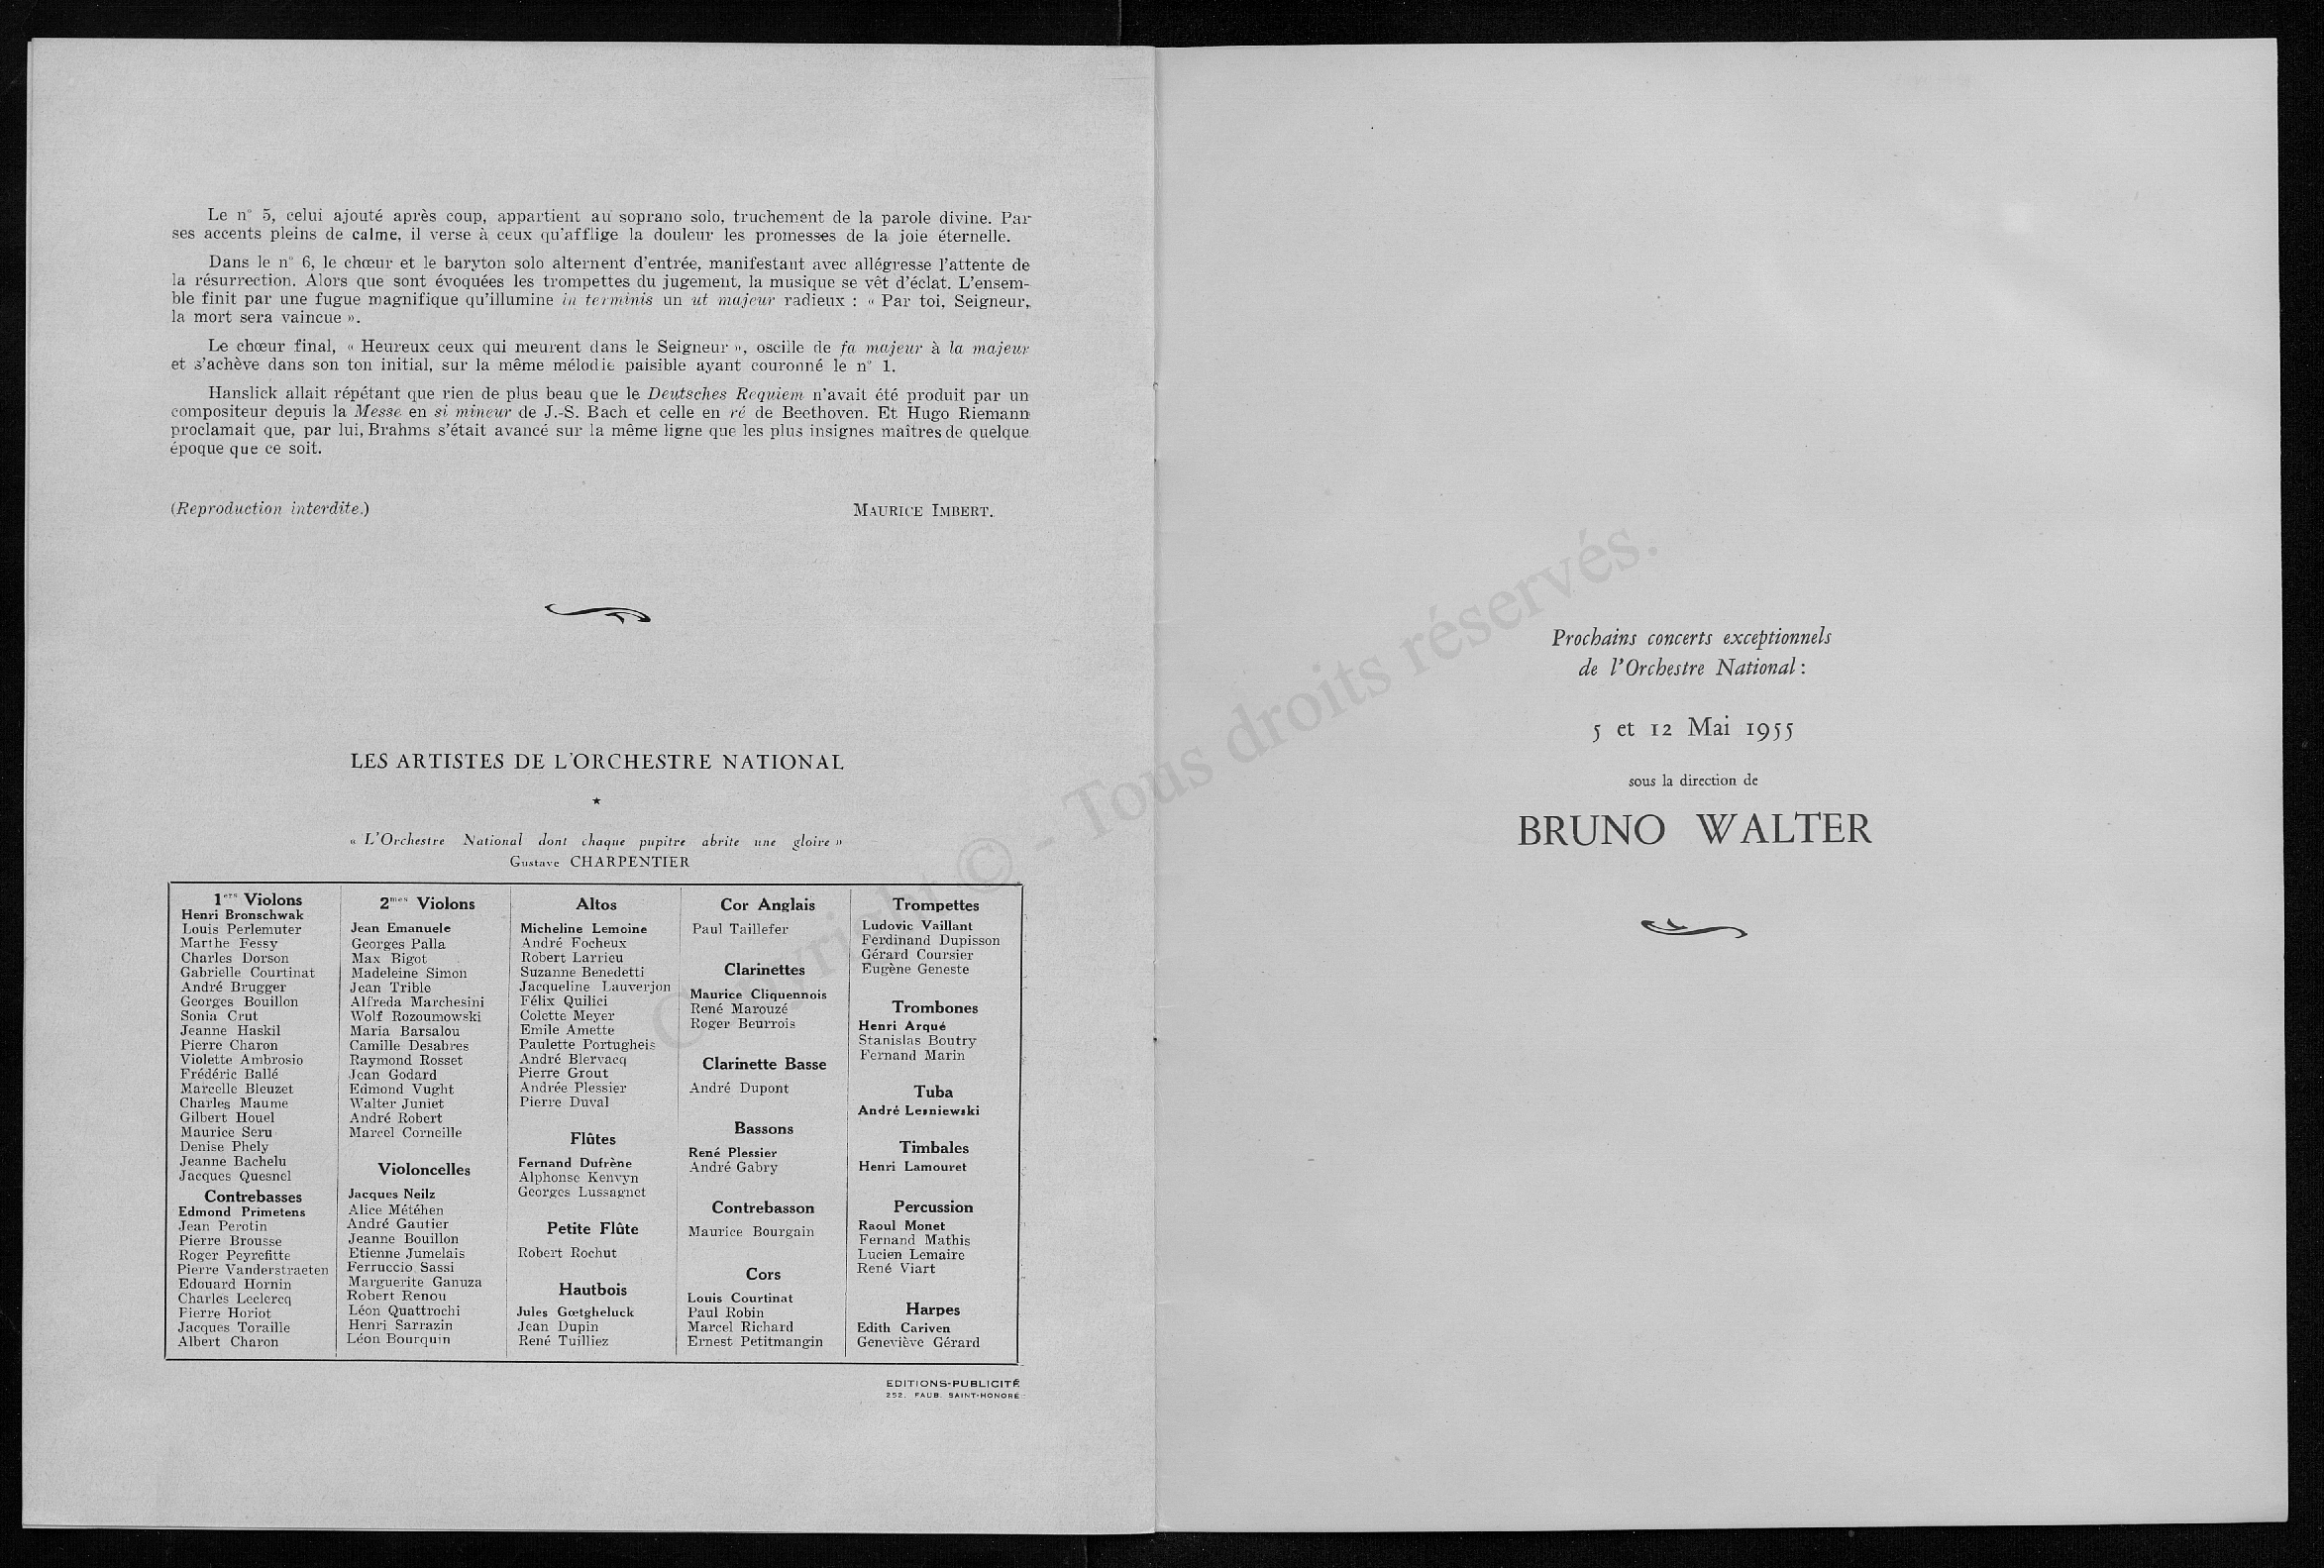 Le n° 5, celui ajouté après coup, appartient au soprano solo, truchement de la parole divine. Par
ses accents pleins de calme, il verse à ceux qu'afflige la douleur les promesses de la joie éternelle.
Dans le n° 6, le chœur et le baryton solo alternent d'entrée, manifestant avec allégresse l'attente de
la résurrection. Alors que sont évoquées les trompettes du jugement, la musique se vêt d'éclat. L'ensem-
ble finit par une fugue magnifique qu'illumine in terminis un ut majeur radieux : « Par toi, Seigneur,
la mort sera vaincue ».
Le chœur final, « Heureux ceux qui meurent dans le Seigneur », oscille de fa majeur à la majeur
et s'achève dans son ton initial, sur la même mélodie paisible ayant couronné le n° 1.
Hanslick allait répétant que rien de plus beau que le Deutsches Requiem n'avait été produit par un
compositeur depuis la Messe en si mineur de J.-S. Bach et celle en ré de Beethoven. Et Hugo Riemann
proclamait que, par lui, Brahms s'était avancé sur la même ligne que les plus insignes maîtres de quelque
époque que ce soit.
(Reproduction interdite.) MAURICE IMBERT.
LES ARTISTES DE L'ORCHESTRE NATIONAL
« L'Orchestre National dont chaque pupitre abrite une gloire »
Gustave CHARPENTIER
1ers Violons
Henri Bronschwak
Louis Perlemuter
Marthe Fessy
Charles Dorson
Gabrielle Courtinat
André Brugger
Georges Bouillon
Sonia Crut
Jeanne Haskil
Pierre Charon
Violette Ambrosio
Frédéric Ballé
Marcelle Bleuzet
Charles Maume
Gilbert Houel
Maurice Seru
Denise Phely
Jeanne Bachelu
Jacques Quesnel
Contrebasses
Edmond Primetens
Jean Perotin
Pierre Brousse
Roger Peyrefitte
Pierre Vanderstraeten
Edouard Hornin
Charles Leclercq
Pierre Horiot
Jacques Toraille
Albert Charon
2mes Violons
Jean Emanuele
Georges Palla
Max Bigot
Madeleine Simon
Jean Trible
Alfreda Marchesini
Wolf Rozoumowski
Maria Barsalou
Camille Desabres
Raymond Rosset
Jean Godard
Edmond Vught
Walter Juniet
André Robert
Marcel Corneille
Violoncelles
Jacques Neilz
Alice Métehen
André Gautier
Jeanne Bouillon
Etienne Jumelais
Ferruccio Sassi
Marguerite Ganuza
Robert Renou
Léon Quattrochi
Henri Sarrazin
Léon Bourquin
Altos
Micheline Lemoine
André Focheux
Robert Larrieu
Suzanne Benedetti
Jacqueline Lauverjon
Félix Quilici
Colette Meyer
Emile Amette
Paulette Portugheis
André Blervacq
Pierre Grout
Andrée Plessier
Pierre Duval
Flûtes
Fernand Dufrène
Alphonse Kenvyn
Georges Lussagnet
Petite Flûte
Robert Rochut
Hautbois
Jules Gœtgheluck
Jean Dupin
René Tuilliez
Cor Anglais
Paul Taillefer
Clarinettes
Maurice Cliquennois
René Marouzé
Roger Beurrois
Clarinette Basse
André Dupont
Bassons
René Plessier
André Gabry
Contrebasson
Maurice Bourgain
Cors
Louis Courtinat
Paul Robin
Marcel Richard
Ernest Petitmangin
Trompettes
Ludovic Vaillant
Ferdinand Dupisson
Gérard Coursier
Eugène Geneste
Trombones
Henri Arqué
Stanislas Boutry
Fernand Marin
Tuba
André Lesniewski
Timbales
Henri Lamouret
Percussion
Raoul Monet
Fernand Mathis
Lucien Lemaire
René Viart
Harpes
Edith Cariven
Geneviève Gérard
EDITIONS-PUBLICITÉ
252. FAUB. SAINT-HONORÉ
Prochains concerts exceptionnels
de l'Orchestre National :
5 et 12 Mai 1955
sous la direction de
BRUNO WALTER
Copyright © - Tous droits réservés.